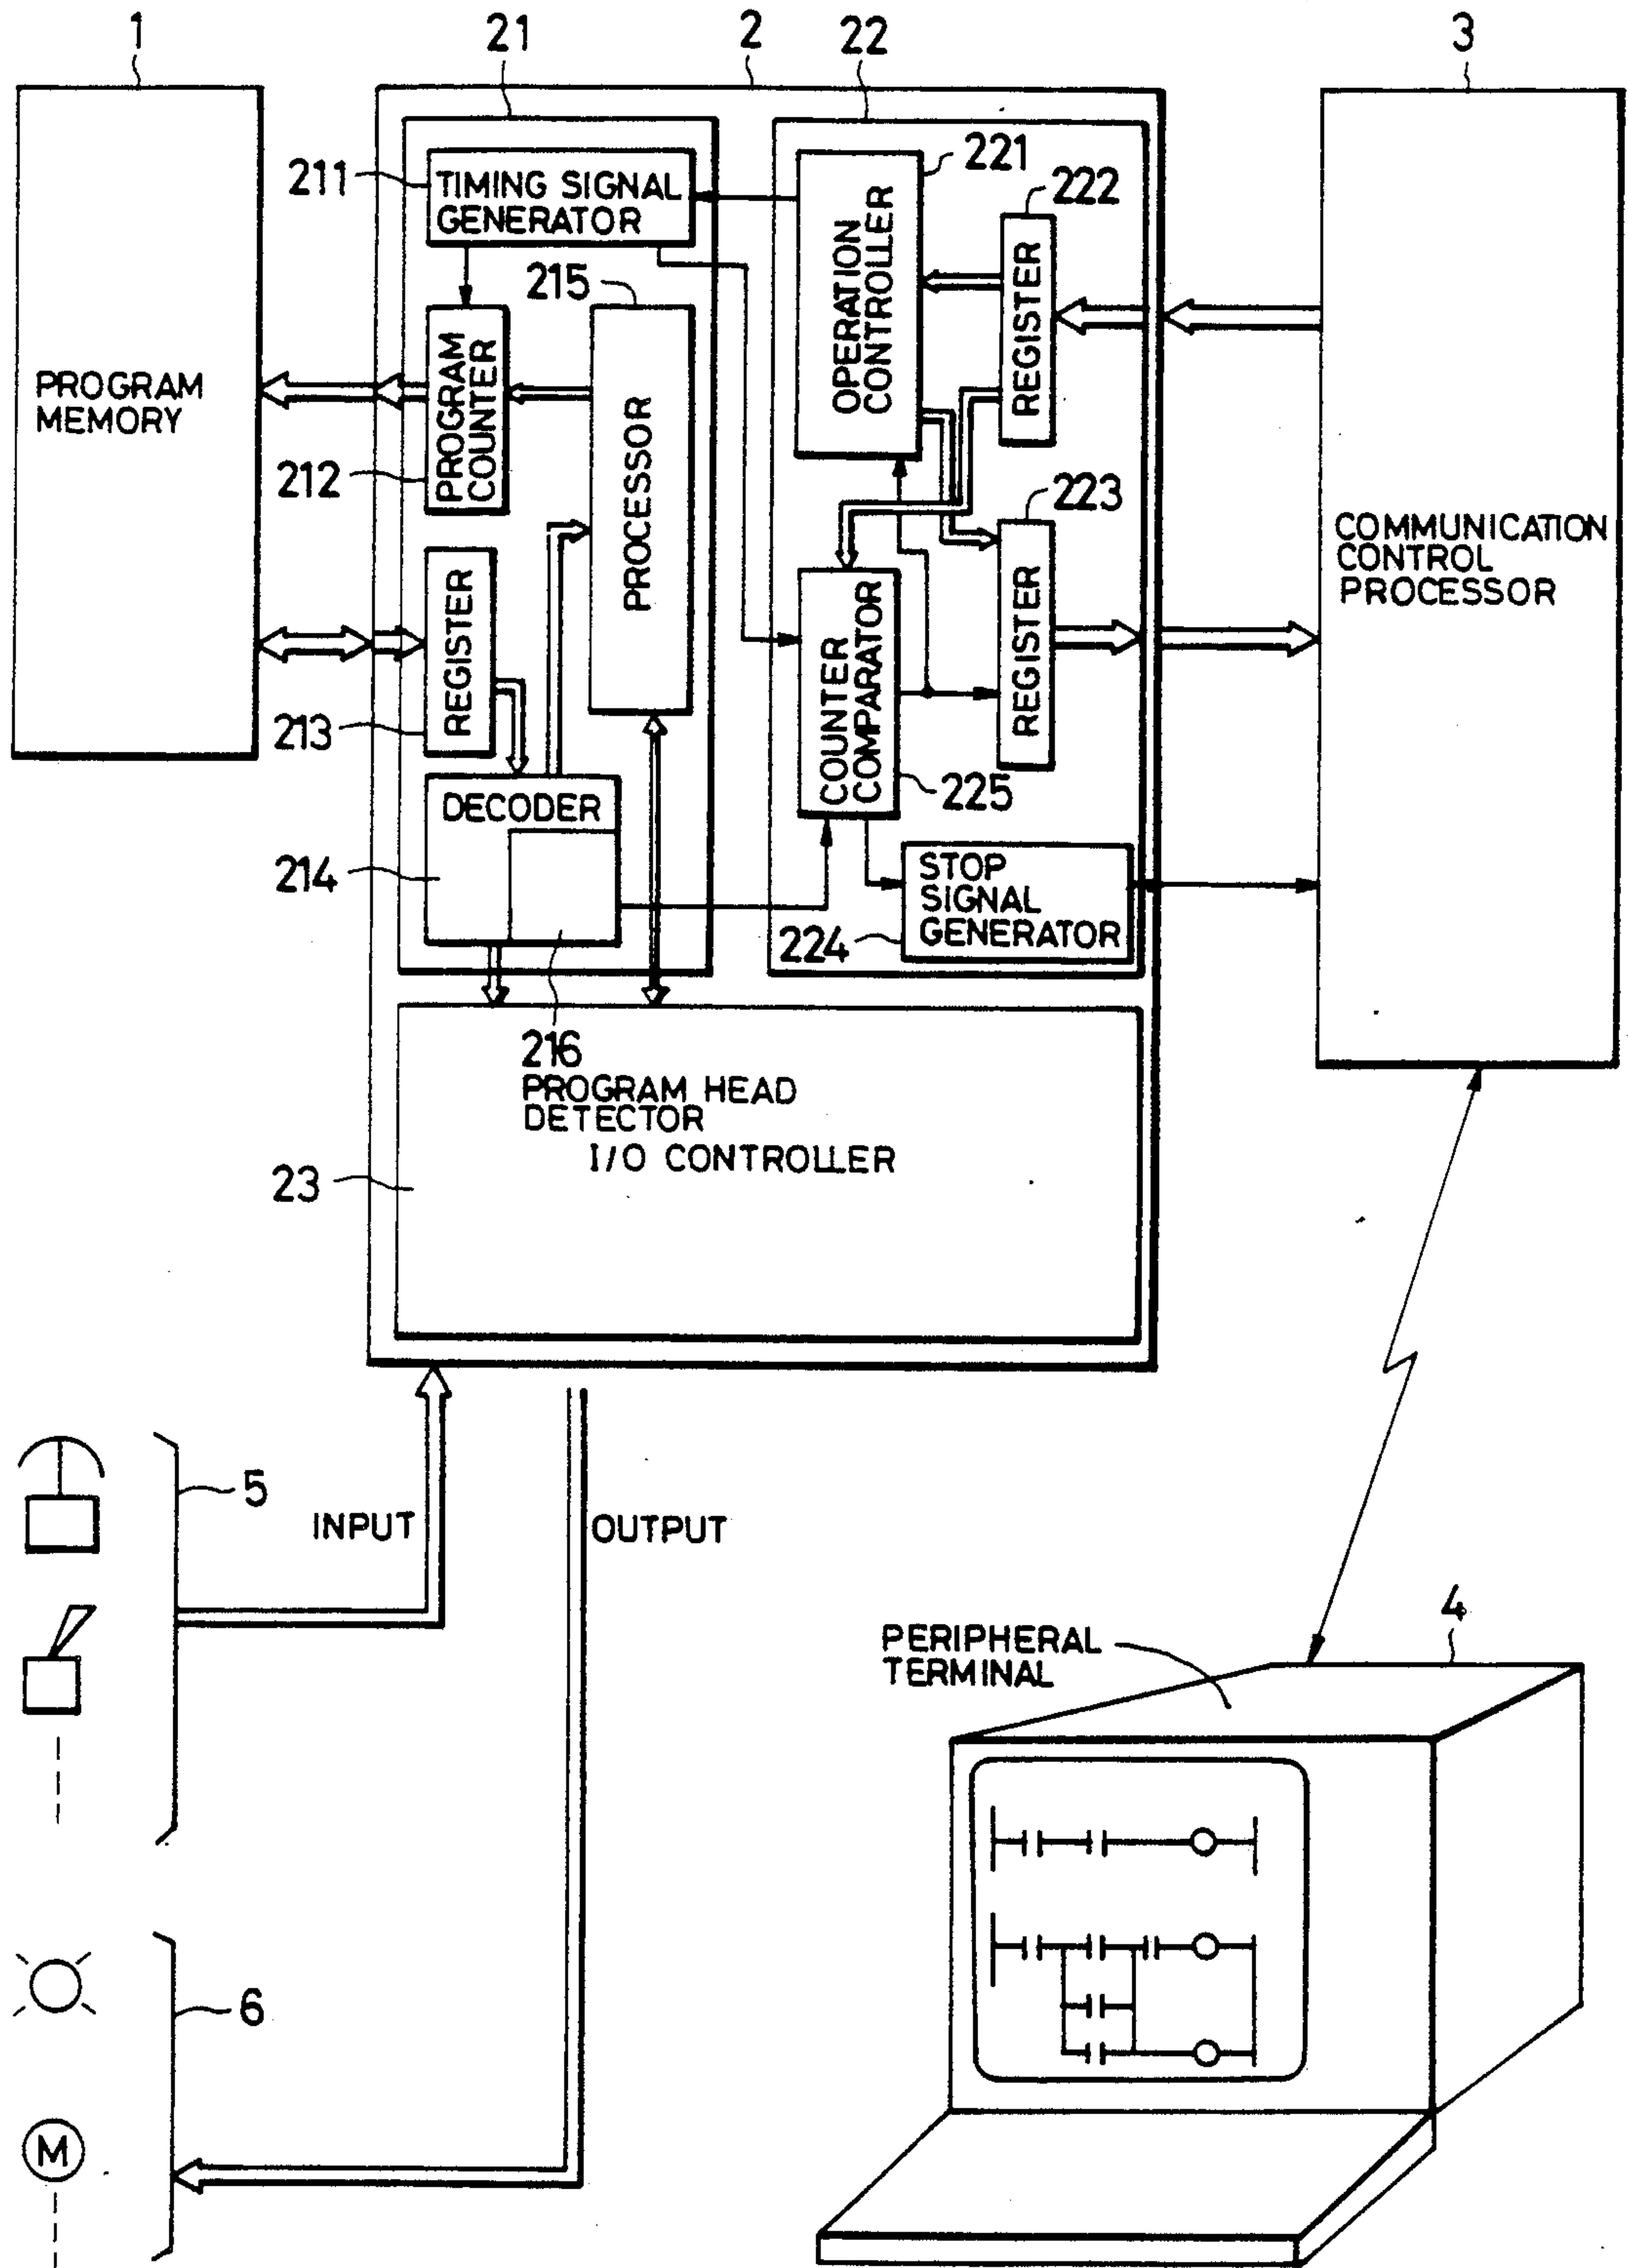 1
21
2
22
3
211
TIMING SIGNAL
GENERATOR
221
222
OPERATION
CONTROLLER
REGISTER
215
PROGRAM
MEMORY
PROGRAM
COUNTER
212
PROCESSOR
223
COMMUNICATION
CONTROL
PROCESSOR
REGISTER
213
COUNTER
COMPARATOR
REGISTER
225
DECODER
214
STOP
SIGNAL
GENERATOR
224
216
PROGRAM HEAD
DETECTOR
I/O CONTROLLER
23
5
INPUT
OUTPUT
4
PERIPHERAL
TERMINAL
6
M